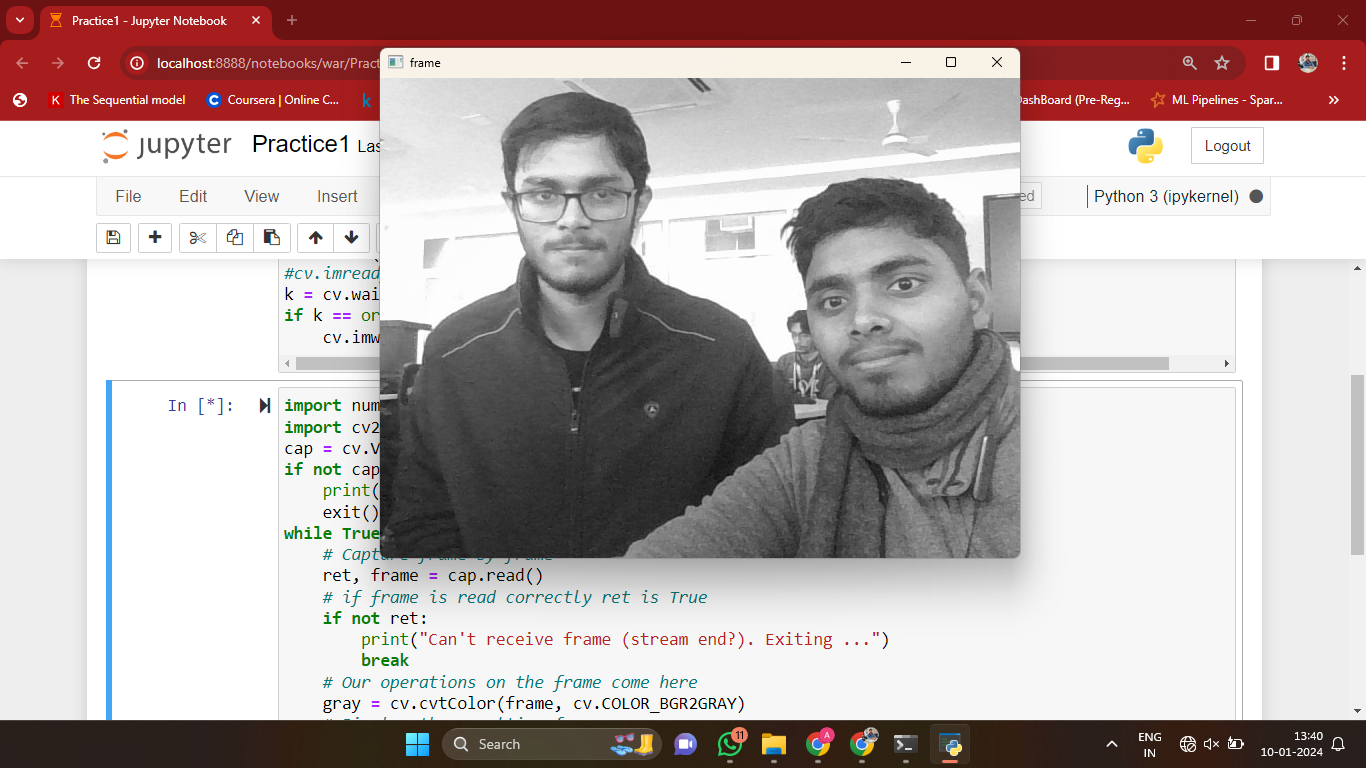 Practice1 - Jupyter Notebook
localhost:8888/notebooks/war/Pract
The Sequential model
Coursera | Online C...
DashBoard (Pre-Reg...
ML Pipelines - Spar...
frame
jupyter Practice1 Las
Logout
File Edit View Insert
ed
Python 3 (ipykernel)
#cv.imread
k = cv.wai
if k == or
cv.imw
In [*]:
import num
import cv2
cap = cv.V
if not cap
print(
exit()
while True
# Capture frame-by-frame
ret, frame = cap.read()
# if frame is read correctly ret is True
if not ret:
print("Can't receive frame (stream end?). Exiting ...")
break
# Our operations on the frame come here
gray = cv.cvtColor(frame, cv.COLOR_BGR2GRAY)
Search
11
A
ENG
IN
13:40
10-01-2024